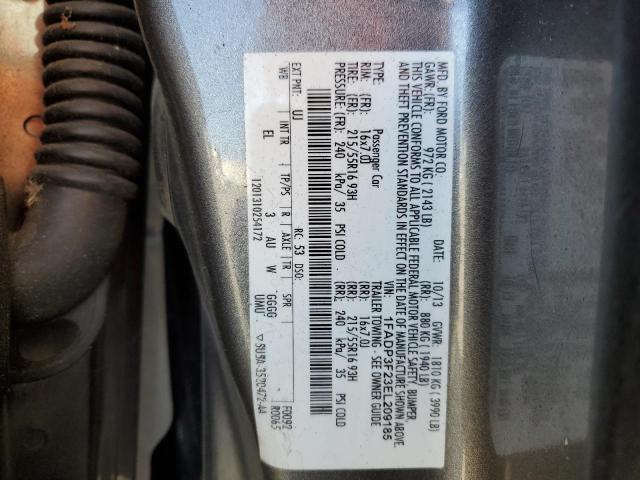 MFD. BY FORD MOTOR CO.
DATE: 10/13 GVWR: 1810 KG ( 3990 LB)
GAWR: (FR): 972 KG ( 2143 LB) (RR): 880 KG ( 1940 LB)
THIS VEHICLE CONFORMS TO ALL APPLICABLE FEDERAL MOTOR VEHICLE SAFETY, BUMPER,
AND THEFT PREVENTION STANDARDS IN EFFECT ON THE DATE OF MANUFACTURE SHOWN ABOVE.
VIN: 1FADP3F23EL209185
TYPE: Passenger Car TRAILER TOWING - SEE OWNER GUIDE
RIM: (FR): 16x7.0J (RR): 16x7.0J
TIRE: (FR): 215/55R16 93H (RR): 215/55R16 93H
PRESSURE: (FR): 240 kPa/ 35 PSI COLD (RR): 240 kPa/ 35 PSI COLD
EXT PNT: UJ RC: 53 DSO: F0092
R0065
WB INT TR TP/PS R AXLE TR SPR
EL 3 AU W GGGG
UMU
1201310254172